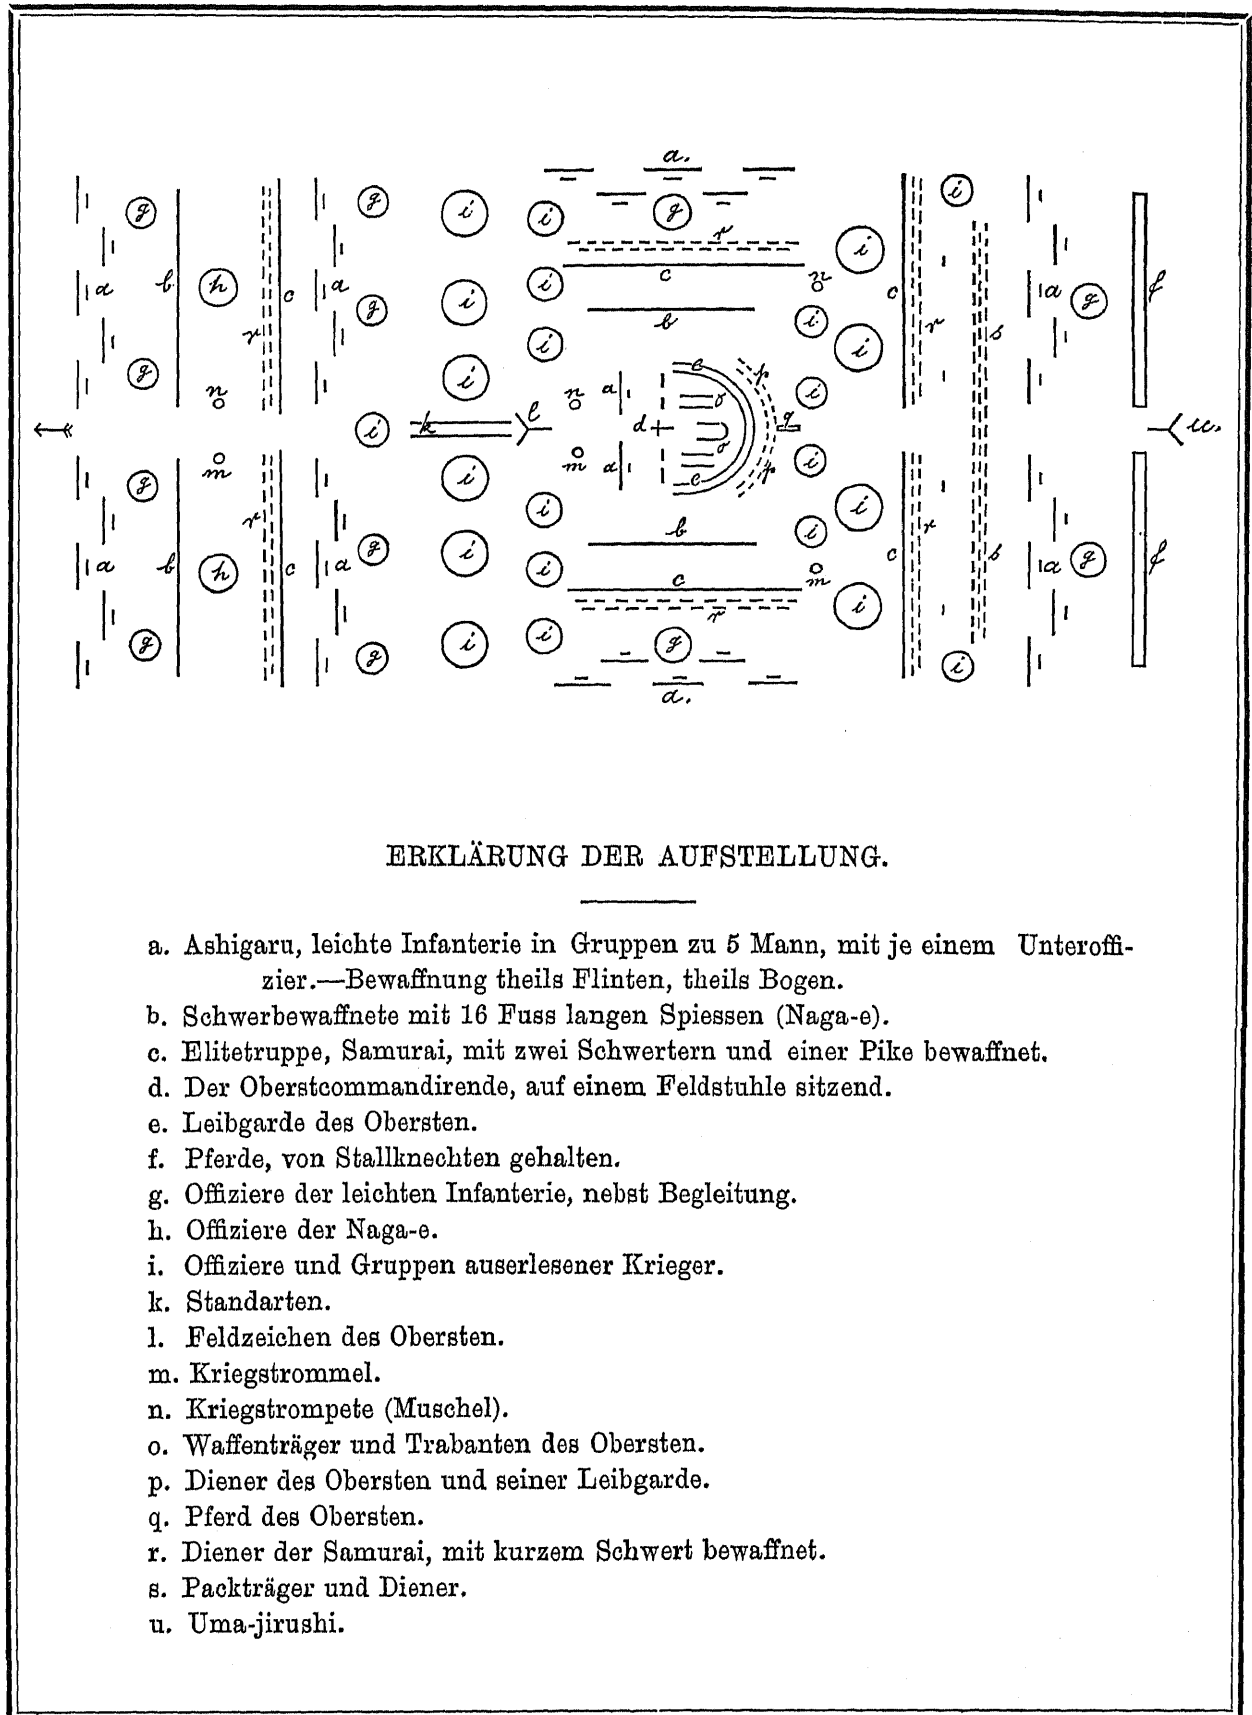 a.
g g i i g i
r
i
a b h c a g i i c n c a g f
r b i i r s
g i i i
e p
n n a i
i k l d o q u.
m m a o i
e p
g i i i
r b i r
a b h c a g i c m c s a g f
r
g g i i g i
a.
ERKLÄRUNG DER AUFSTELLUNG.
a. Ashigaru, leichte Infanterie in Gruppen zu 5 Mann, mit je einem Unteroffi-
zier.—Bewaffnung theils Flinten, theils Bogen.
b. Schwerbewaffnete mit 16 Fuss langen Spiessen (Naga-e).
c. Elitetruppe, Samurai, mit zwei Schwertern und einer Pike bewaffnet.
d. Der Oberstcommandirende, auf einem Feldstuhle sitzend.
e. Leibgarde des Obersten.
f. Pferde, von Stallknechten gehalten.
g. Offiziere der leichten Infanterie, nebst Begleitung.
h. Offiziere der Naga-e.
i. Offiziere und Gruppen auserlesener Krieger.
k. Standarten.
l. Feldzeichen des Obersten.
m. Kriegstrommel.
n. Kriegstrompete (Muschel).
o. Waffenträger und Trabanten des Obersten.
p. Diener des Obersten und seiner Leibgarde.
q. Pferd des Obersten.
r. Diener der Samurai, mit kurzem Schwert bewaffnet.
s. Packträger und Diener.
u. Uma-jirushi.